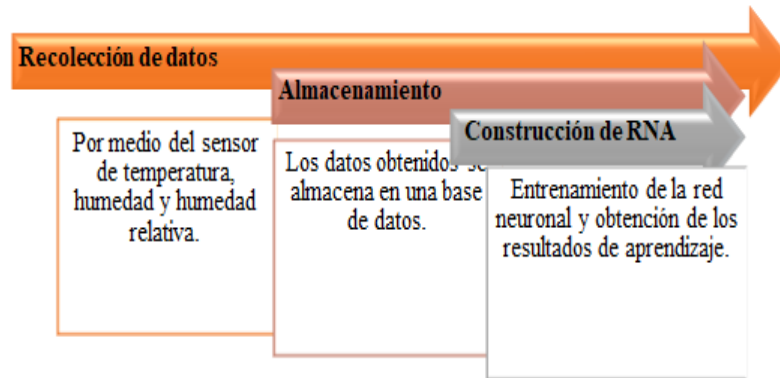 Recolección de datos
Almacenamiento
Construcción de RNA
Por medio del sensor
de temperatura,
humedad y humedad
relativa.
Los datos obtenidos se
almacena en una base
de datos.
Entrenamiento de la red
neuronal y obtención de los
resultados de aprendizaje.